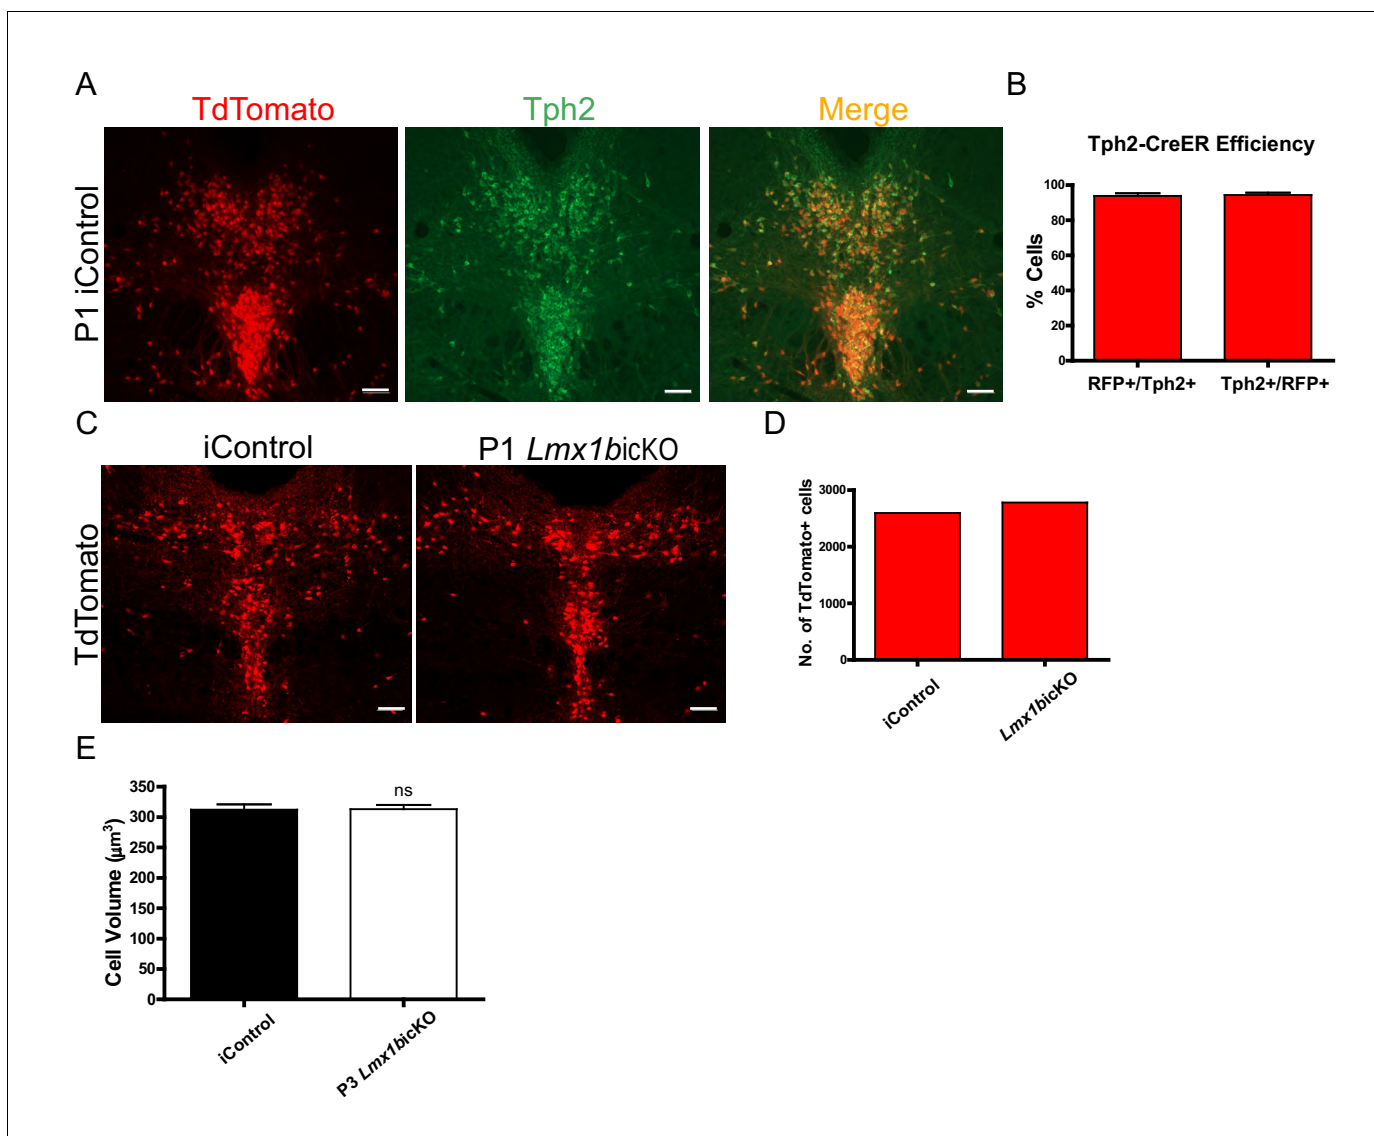 A
TdTomato
Tph2
Merge
P1 iControl
B
Tph2-CreER Efficiency
% Cells
100
80
60
40
20
0
RFP+/Tph2+
Tph2+/RFP+
C
iControl
P1 Lmx1bicKO
TdTomato
D
No. of TdTomato+ cells
3000
2000
1000
0
iControl
Lmx1bicKO
E
Cell Volume (μm³)
350
300
250
200
150
100
50
0
ns
iControl
P3 Lmx1bicKO